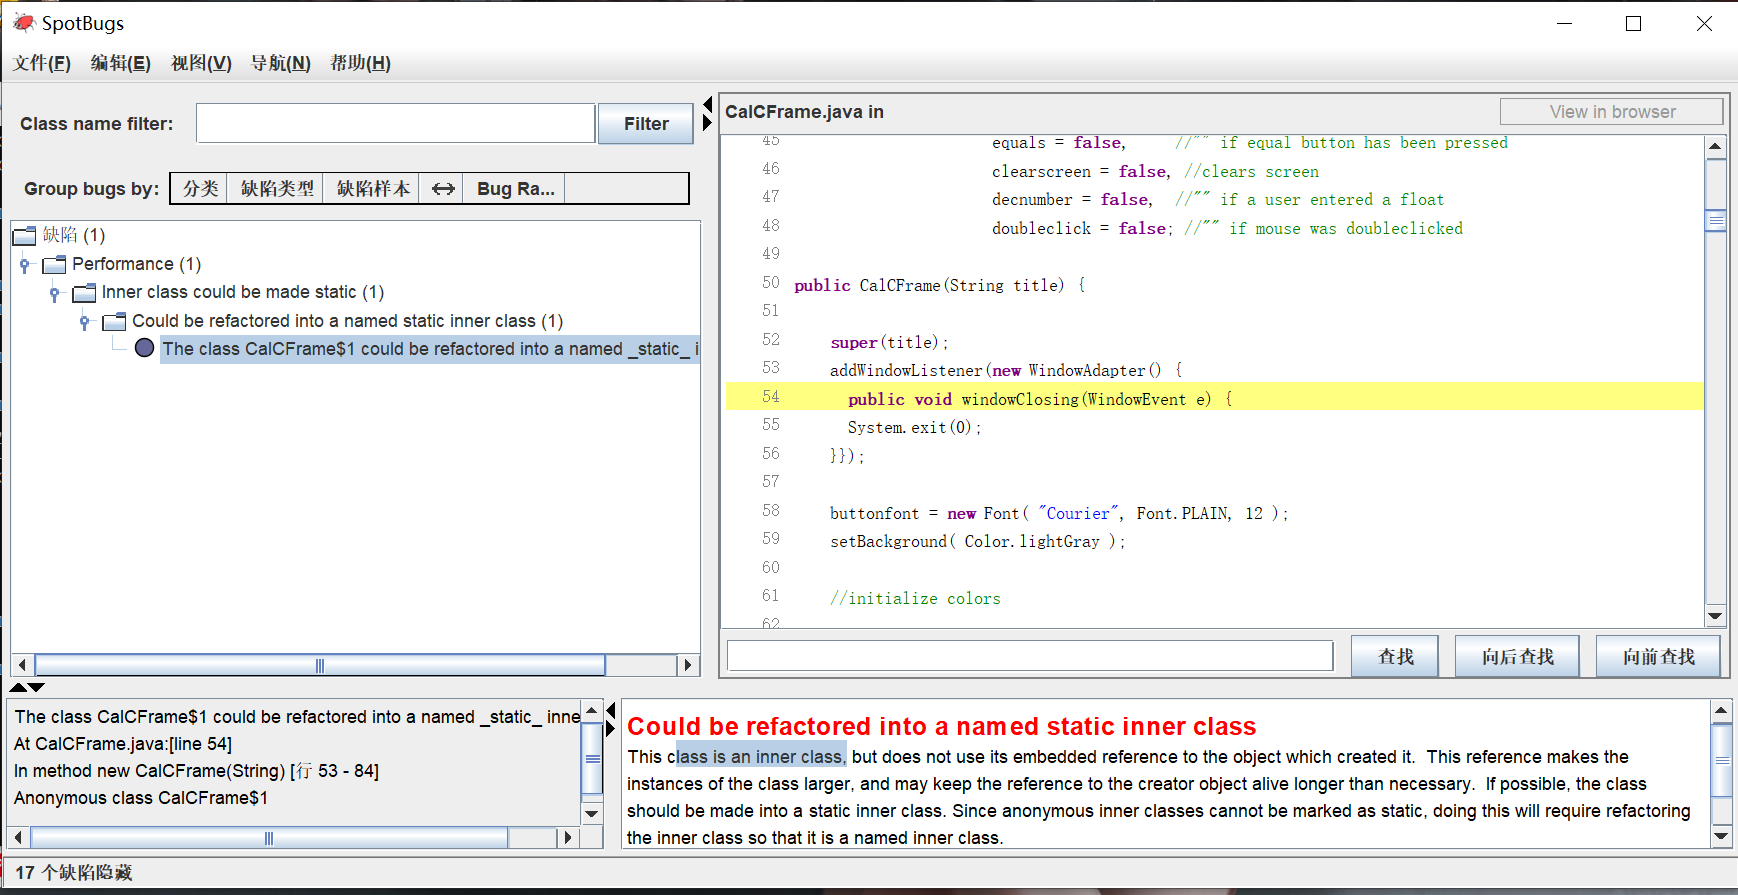 SpotBugs
文件(F) 编辑(E) 视图(V) 导航(N) 帮助(H)
Class name filter:
Filter
Group bugs by: 分类 缺陷类型 缺陷样本 ↔ Bug Ra...
缺陷 (1)
Performance (1)
Inner class could be made static (1)
Could be refactored into a named static inner class (1)
The class CalCFrame$1 could be refactored into a named _static_ i
CalCFrame.java in
View in browser
45 equals = false, //"" if equal button has been pressed
46 clearscreen = false, //clears screen
47 decnumber = false, //"" if a user entered a float
48 doubleclick = false; //"" if mouse was doubleclicked
49
50 public CalCFrame(String title) {
51
52 super(title);
53 addWindowListener(new WindowAdapter() {
54 public void windowClosing(WindowEvent e) {
55 System.exit(0);
56 }});
57
58 buttonfont = new Font( "Courier", Font.PLAIN, 12 );
59 setBackground( Color.lightGray );
60
61 //initialize colors
62
查找 向后查找 向前查找
The class CalCFrame$1 could be refactored into a named _static_ inne
At CalCFrame.java:[line 54]
In method new CalCFrame(String) [行 53 - 84]
Anonymous class CalCFrame$1
Could be refactored into a named static inner class
This class is an inner class, but does not use its embedded reference to the object which created it. This reference makes the
instances of the class larger, and may keep the reference to the creator object alive longer than necessary. If possible, the class
should be made into a static inner class. Since anonymous inner classes cannot be marked as static, doing this will require refactoring
the inner class so that it is a named inner class.
17 个缺陷隐藏